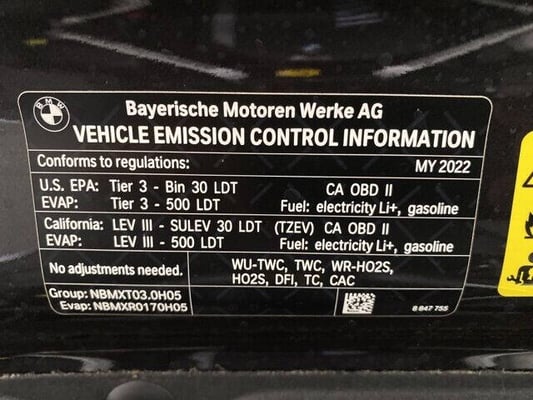 BMW
Bayerische Motoren Werke AG
VEHICLE EMISSION CONTROL INFORMATION
Conforms to regulations: MY 2022
U.S. EPA: Tier 3 - Bin 30 LDT CA OBD II
EVAP: Tier 3 - 500 LDT Fuel: electricity Li+, gasoline
California: LEV III - SULEV 30 LDT (TZEV) CA OBD II
EVAP: LEV III - 500 LDT Fuel: electricity Li+, gasoline
No adjustments needed. WU-TWC, TWC, WR-HO2S,
HO2S, DFI, TC, CAC
Group: NBMXT03.0H05
Evap: NBMXR0170H05 8 847 755